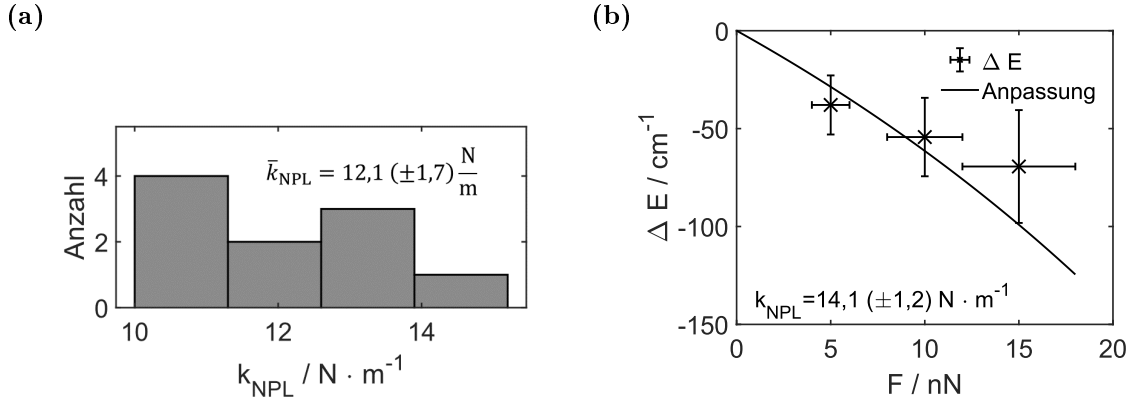 (a)
k̄NPL = 12,1 (±1,7) N/m
Anzahl
0
2
4
10
12
14
kNPL / N · m-1
(b)
Δ E
Anpassung
Δ E / cm-1
0
-50
-100
-150
kNPL=14,1 (±1,2) N · m-1
0
5
10
15
20
F / nN